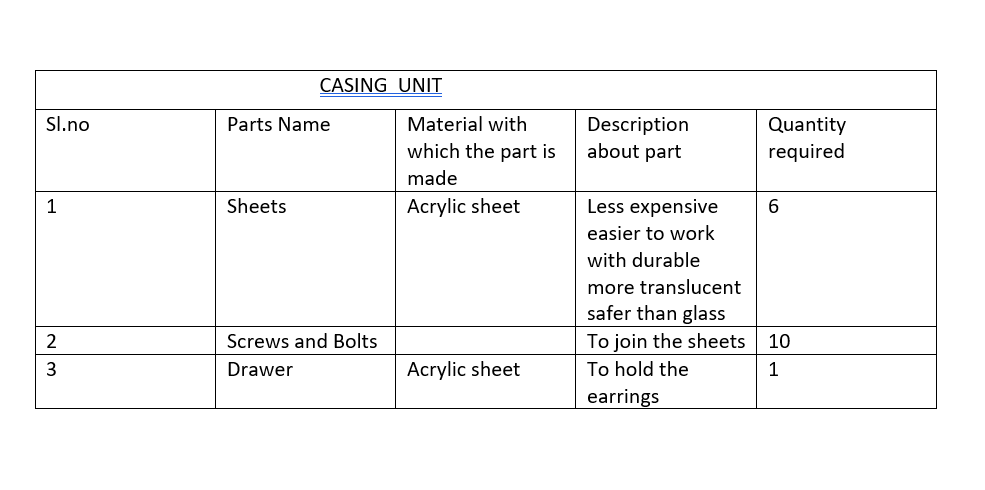 CASING  UNIT
Sl.no
Parts Name
Material with
which the part is
made
Description
about part
Quantity
required
1
Sheets
Acrylic sheet
Less expensive
easier to work
with durable
more translucent
safer than glass
6
2
Screws and Bolts
To join the sheets
10
3
Drawer
Acrylic sheet
To hold the
earrings
1